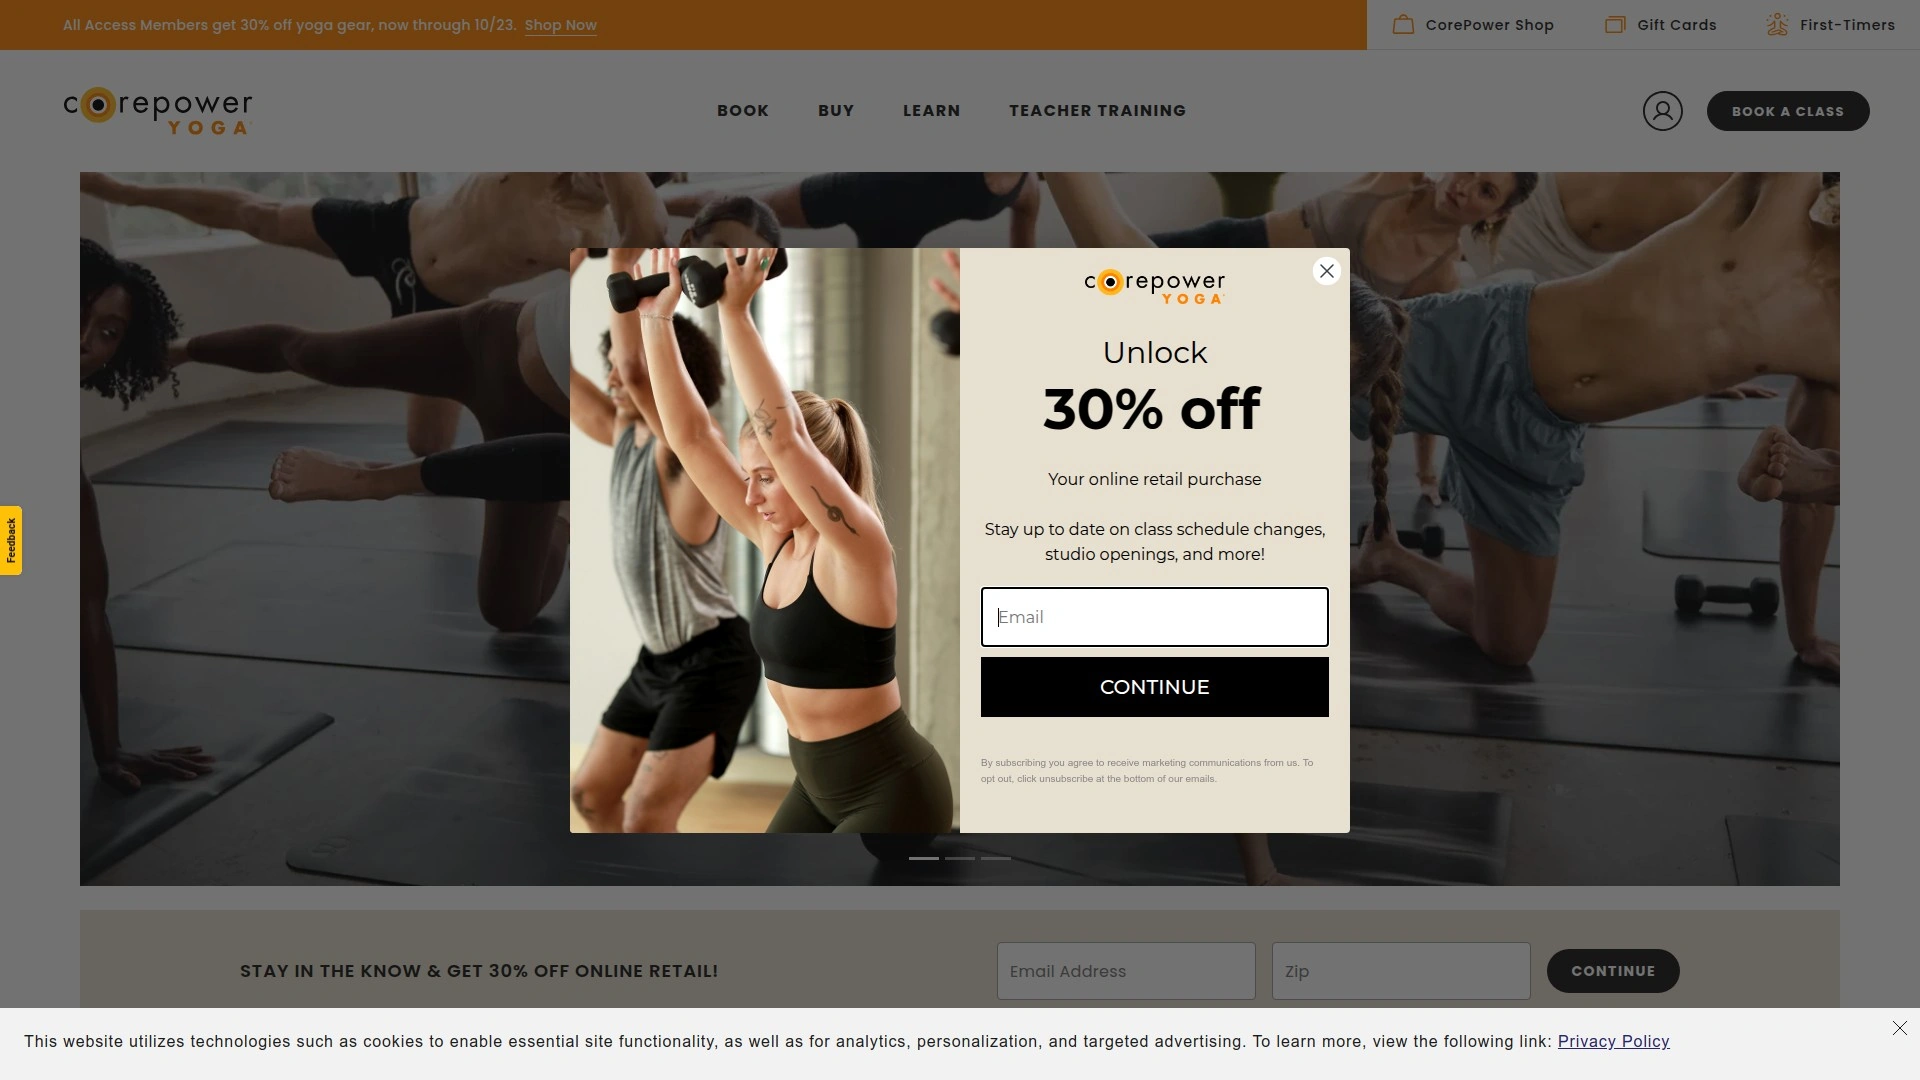 All Access Members get 30% off yoga gear, now through 10/23. Shop Now
CorePower Shop
Gift Cards
First-Timers
corepower
YOGA
BOOK
BUY
LEARN
TEACHER TRAINING
BOOK A CLASS
corepower
YOGA
Unlock
30% off
Your online retail purchase
Stay up to date on class schedule changes,
studio openings, and more!
Email
CONTINUE
By subscribing you agree to receive marketing communications from us. To
opt out, click unsubscribe at the bottom of our emails.
Feedback
STAY IN THE KNOW & GET 30% OFF ONLINE RETAIL!
Email Address
Zip
CONTINUE
This website utilizes technologies such as cookies to enable essential site functionality, as well as for analytics, personalization, and targeted advertising. To learn more, view the following link: Privacy Policy